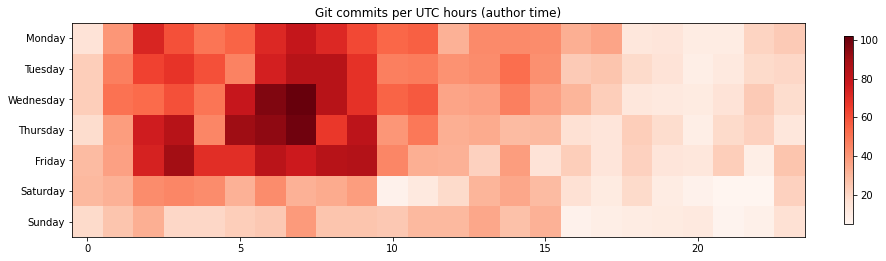 Git commits per UTC hours (author time)
Monday
Tuesday
Wednesday
Thursday
Friday
Saturday
Sunday
0 5 10 15 20
100
80
60
40
20